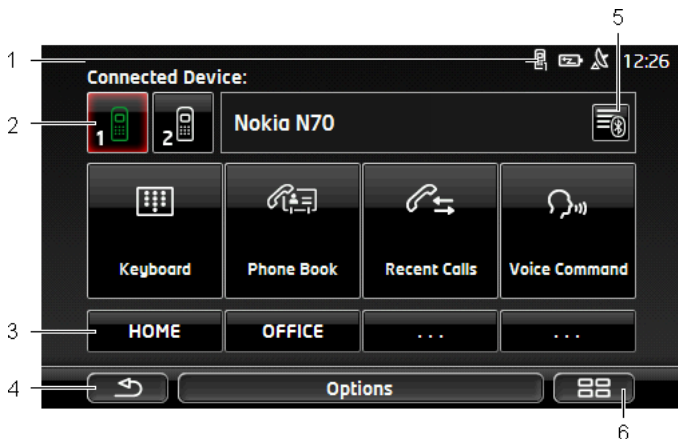 5
1
12:26
Connected Device:
2
1
2
Nokia N70
Keyboard
Phone Book
Recent Calls
Voice Command
3
HOME
OFFICE
...
...
4
Options
6